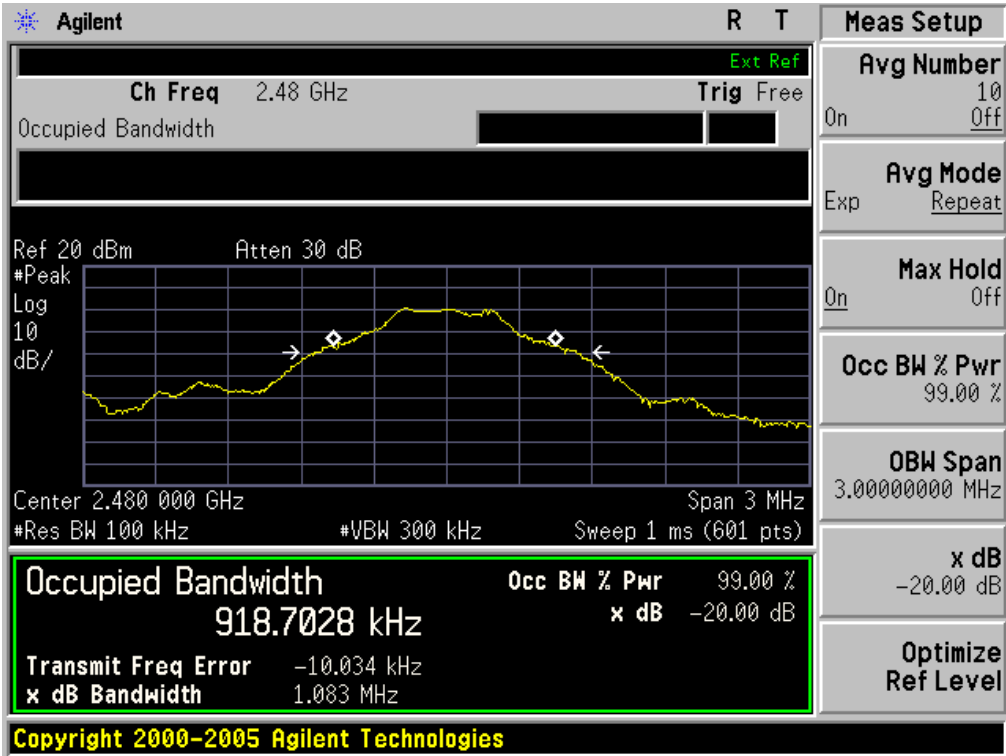 Agilent R T
Ext Ref
Ch Freq 2.48 GHz Trig Free
Occupied Bandwidth
Ref 20 dBm Atten 30 dB
#Peak
Log
10
dB/
Center 2.480 000 GHz Span 3 MHz
#Res BW 100 kHz #VBW 300 kHz Sweep 1 ms (601 pts)
Occupied Bandwidth Occ BW % Pwr 99.00 %
918.7028 kHz x dB -20.00 dB
Transmit Freq Error -10.034 kHz
x dB Bandwidth 1.083 MHz
Copyright 2000-2005 Agilent Technologies
Meas Setup
Avg Number
10
On Off
Avg Mode
Exp Repeat
Max Hold
On Off
Occ BW % Pwr
99.00 %
OBW Span
3.00000000 MHz
x dB
-20.00 dB
Optimize
Ref Level